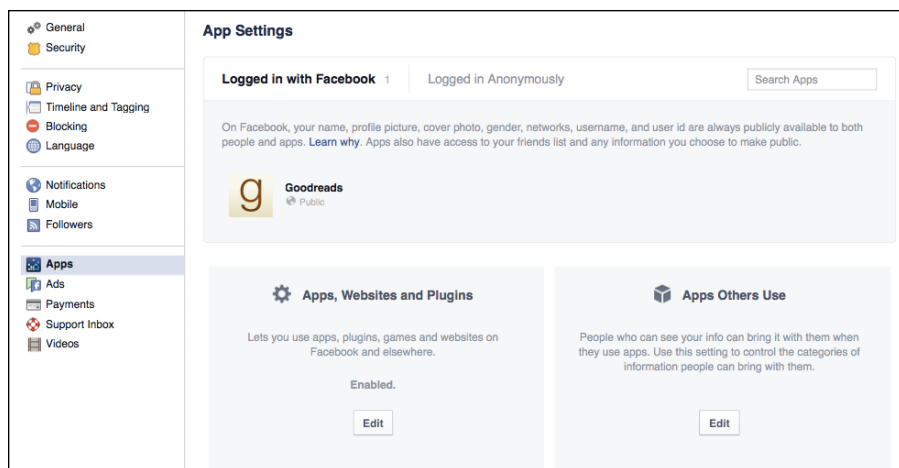 General
Security
Privacy
Timeline and Tagging
Blocking
Language
Notifications
Mobile
Followers
Apps
Ads
Payments
Support Inbox
Videos
App Settings
Logged in with Facebook 1
Logged in Anonymously
Search Apps
On Facebook, your name, profile picture, cover photo, gender, networks, username, and user id are always publicly available to both
people and apps. Learn why. Apps also have access to your friends list and any information you choose to make public.
g
Goodreads
Public
Apps, Websites and Plugins
Lets you use apps, plugins, games and websites on
Facebook and elsewhere.
Enabled.
Edit
Apps Others Use
People who can see your info can bring it with them when
they use apps. Use this setting to control the categories of
information people can bring with them.
Edit